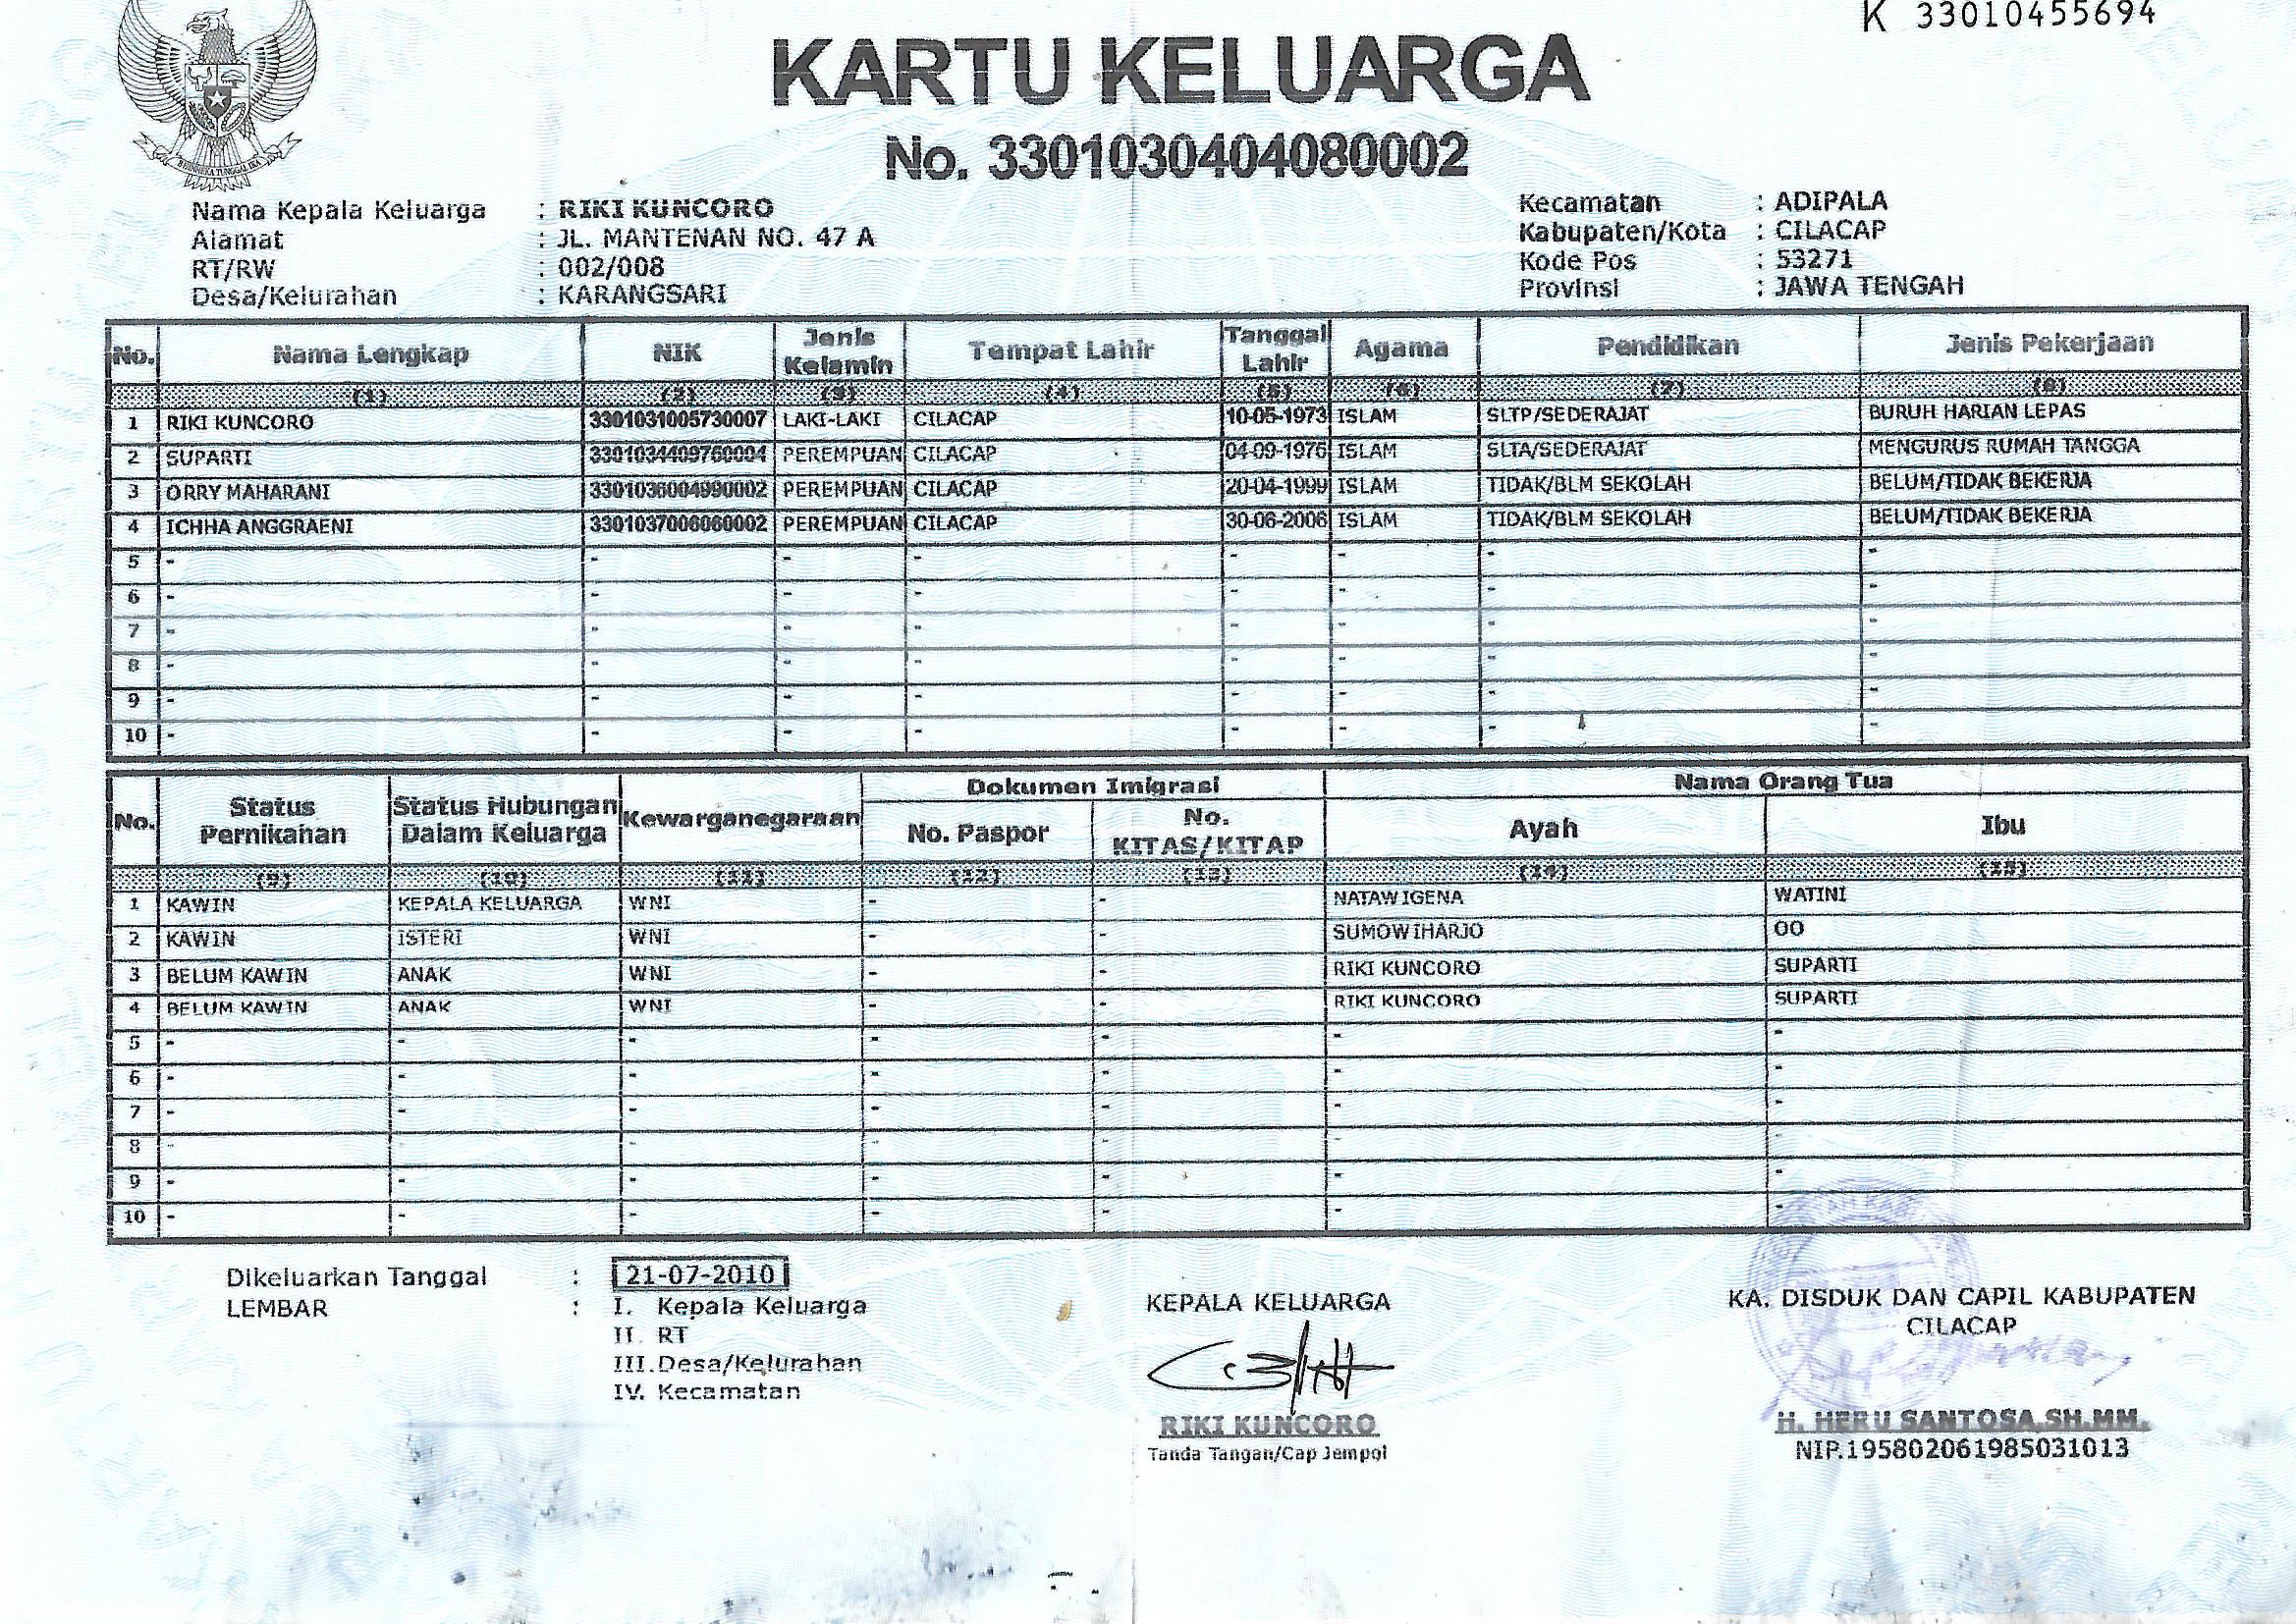 K 33010455694
KARTU KELUARGA
No. 3301030404080002
BHINNEKA TUNGGAL IKA
Nama Kepala Keluarga : RIKI KUNCORO
Alamat : JL. MANTENAN NO. 47 A
RT/RW : 002/008
Desa/Kelurahan : KARANGSARI
Kecamatan : ADIPALA
Kabupaten/Kota : CILACAP
Kode Pos : 53271
Provinsi : JAWA TENGAH
No. Nama Lengkap NIK Jenis Kelamin Tempat Lahir Tanggal Lahir Agama Pendidikan Jenis Pekerjaan
(1) (2) (3) (4) (5) (6) (7) (8)
1 RIKI KUNCORO 3301031005730007 LAKI-LAKI CILACAP 10-05-1973 ISLAM SLTP/SEDERAJAT BURUH HARIAN LEPAS
2 SUPARTI 3301034409760004 PEREMPUAN CILACAP 04-09-1976 ISLAM SLTA/SEDERAJAT MENGURUS RUMAH TANGGA
3 ORRY MAHARANI 3301036004990002 PEREMPUAN CILACAP 20-04-1999 ISLAM TIDAK/BLM SEKOLAH BELUM/TIDAK BEKERJA
4 ICHHA ANGGRAENI 3301037006060002 PEREMPUAN CILACAP 30-06-2006 ISLAM TIDAK/BLM SEKOLAH BELUM/TIDAK BEKERJA
5 - - - - - - - -
6 - - - - - - - -
7 - - - - - - - -
8 - - - - - - - -
9 - - - - - - - -
10 - - - - - - - -
No. Status Pernikahan Status Hubungan Dalam Keluarga Kewarganegaraan Dokumen Imigrasi Nama Orang Tua
No. Paspor No. KITAS/KITAP Ayah Ibu
(9) (10) (11) (12) (13) (14) (15)
1 KAWIN KEPALA KELUARGA WNI - - NATAWIGENA WATINI
2 KAWIN ISTERI WNI - - SUMOWIHARJO OO
3 BELUM KAWIN ANAK WNI - - RIKI KUNCORO SUPARTI
4 BELUM KAWIN ANAK WNI - - RIKI KUNCORO SUPARTI
5 - - - - - - -
6 - - - - - - -
7 - - - - - - -
8 - - - - - - -
9 - - - - - - -
10 - - - - - - -
Dikeluarkan Tanggal : 21-07-2010
LEMBAR : I. Kepala Keluarga
II. RT
III.Desa/Kelurahan
IV. Kecamatan
KEPALA KELUARGA
RIKI KUNCORO
Tanda Tangan/Cap Jempol
KA. DISDUK DAN CAPIL KABUPATEN
CILACAP
H. HERU SANTOSA,SH,MM.
NIP.195802061985031013